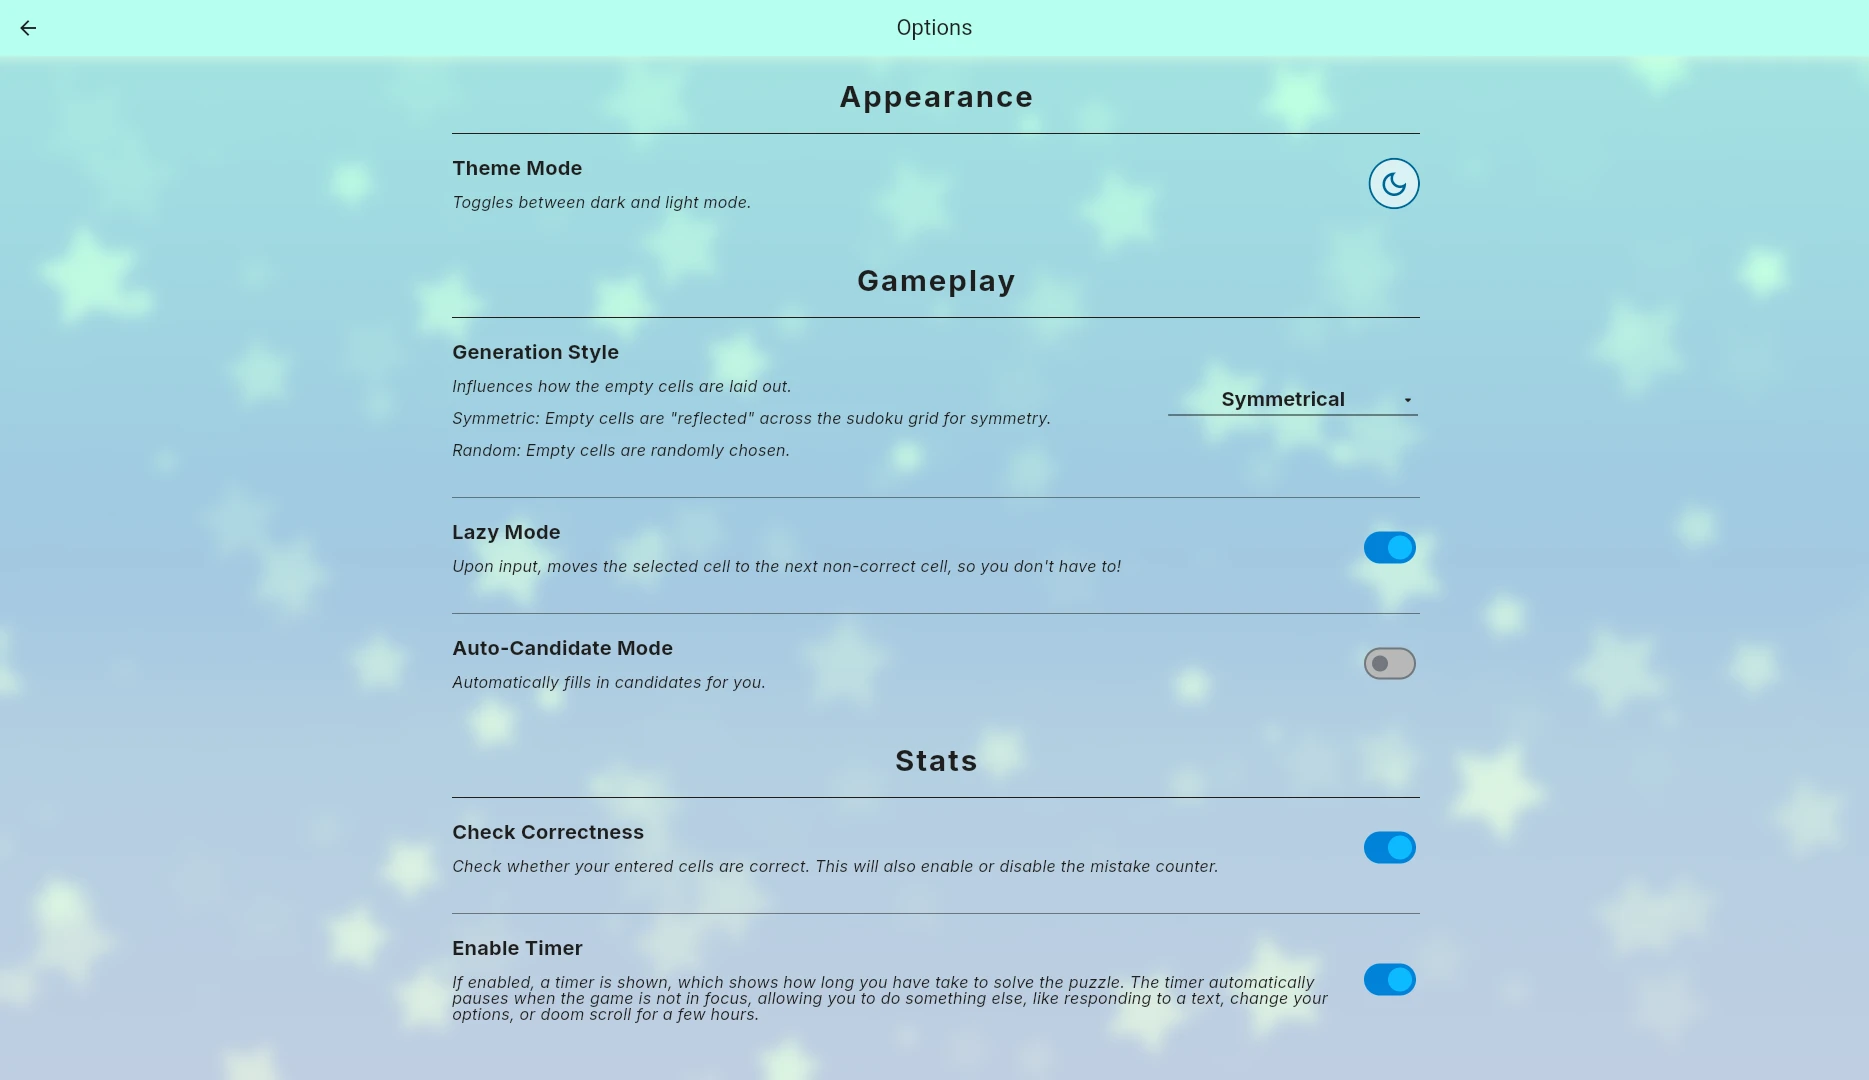 Options
Appearance
Theme Mode
Toggles between dark and light mode.
Gameplay
Generation Style
Influences how the empty cells are laid out.
Symmetric: Empty cells are "reflected" across the sudoku grid for symmetry.
Random: Empty cells are randomly chosen.
Symmetrical
Lazy Mode
Upon input, moves the selected cell to the next non-correct cell, so you don't have to!
Auto-Candidate Mode
Automatically fills in candidates for you.
Stats
Check Correctness
Check whether your entered cells are correct. This will also enable or disable the mistake counter.
Enable Timer
If enabled, a timer is shown, which shows how long you have take to solve the puzzle. The timer automatically
pauses when the game is not in focus, allowing you to do something else, like responding to a text, change your
options, or doom scroll for a few hours.